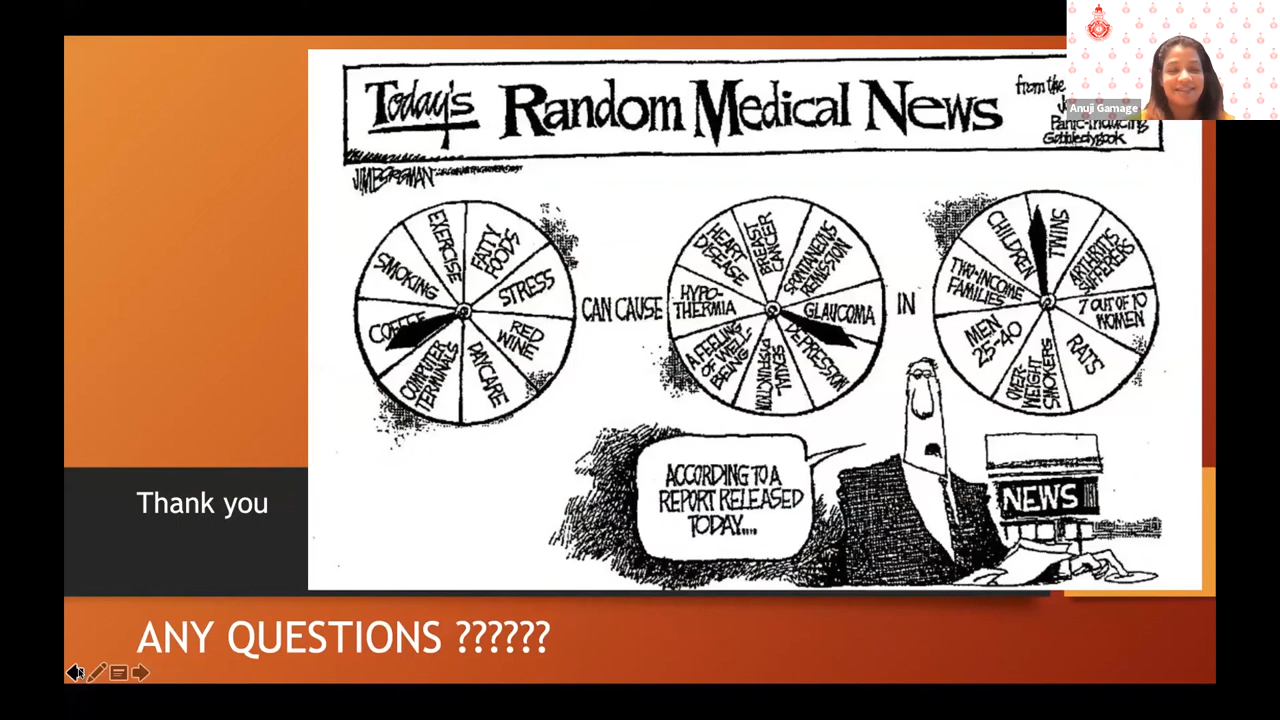 Today's Random Medical News
from the
Panic-Inducing
Gobbledygook
Anuji Gamage
JIM BORGMAN
EXERCISE
FATTY FOODS
STRESS
RED WINE
DAYCARE
COMPUTER TERMINALS
COFFEE
SMOKING
CAN CAUSE
HEART DISEASE
BREAST CANCER
SPONTANEOUS REMISSION
GLAUCOMA
DEPRESSION
SEXUAL DYSFUNCTION
A FEELING OF WELL-BEING
HYPO-
THERMIA
IN
CHILDREN
TWINS
ARTHRITIS SUFFERERS
7 OUT OF 10
WOMEN
RATS
OVER-
WEIGHT SMOKERS
MEN
25-40
TWO-INCOME
FAMILIES
ACCORDING TO A
REPORT RELEASED
TODAY....
NEWS
Thank you
ANY QUESTIONS ??????